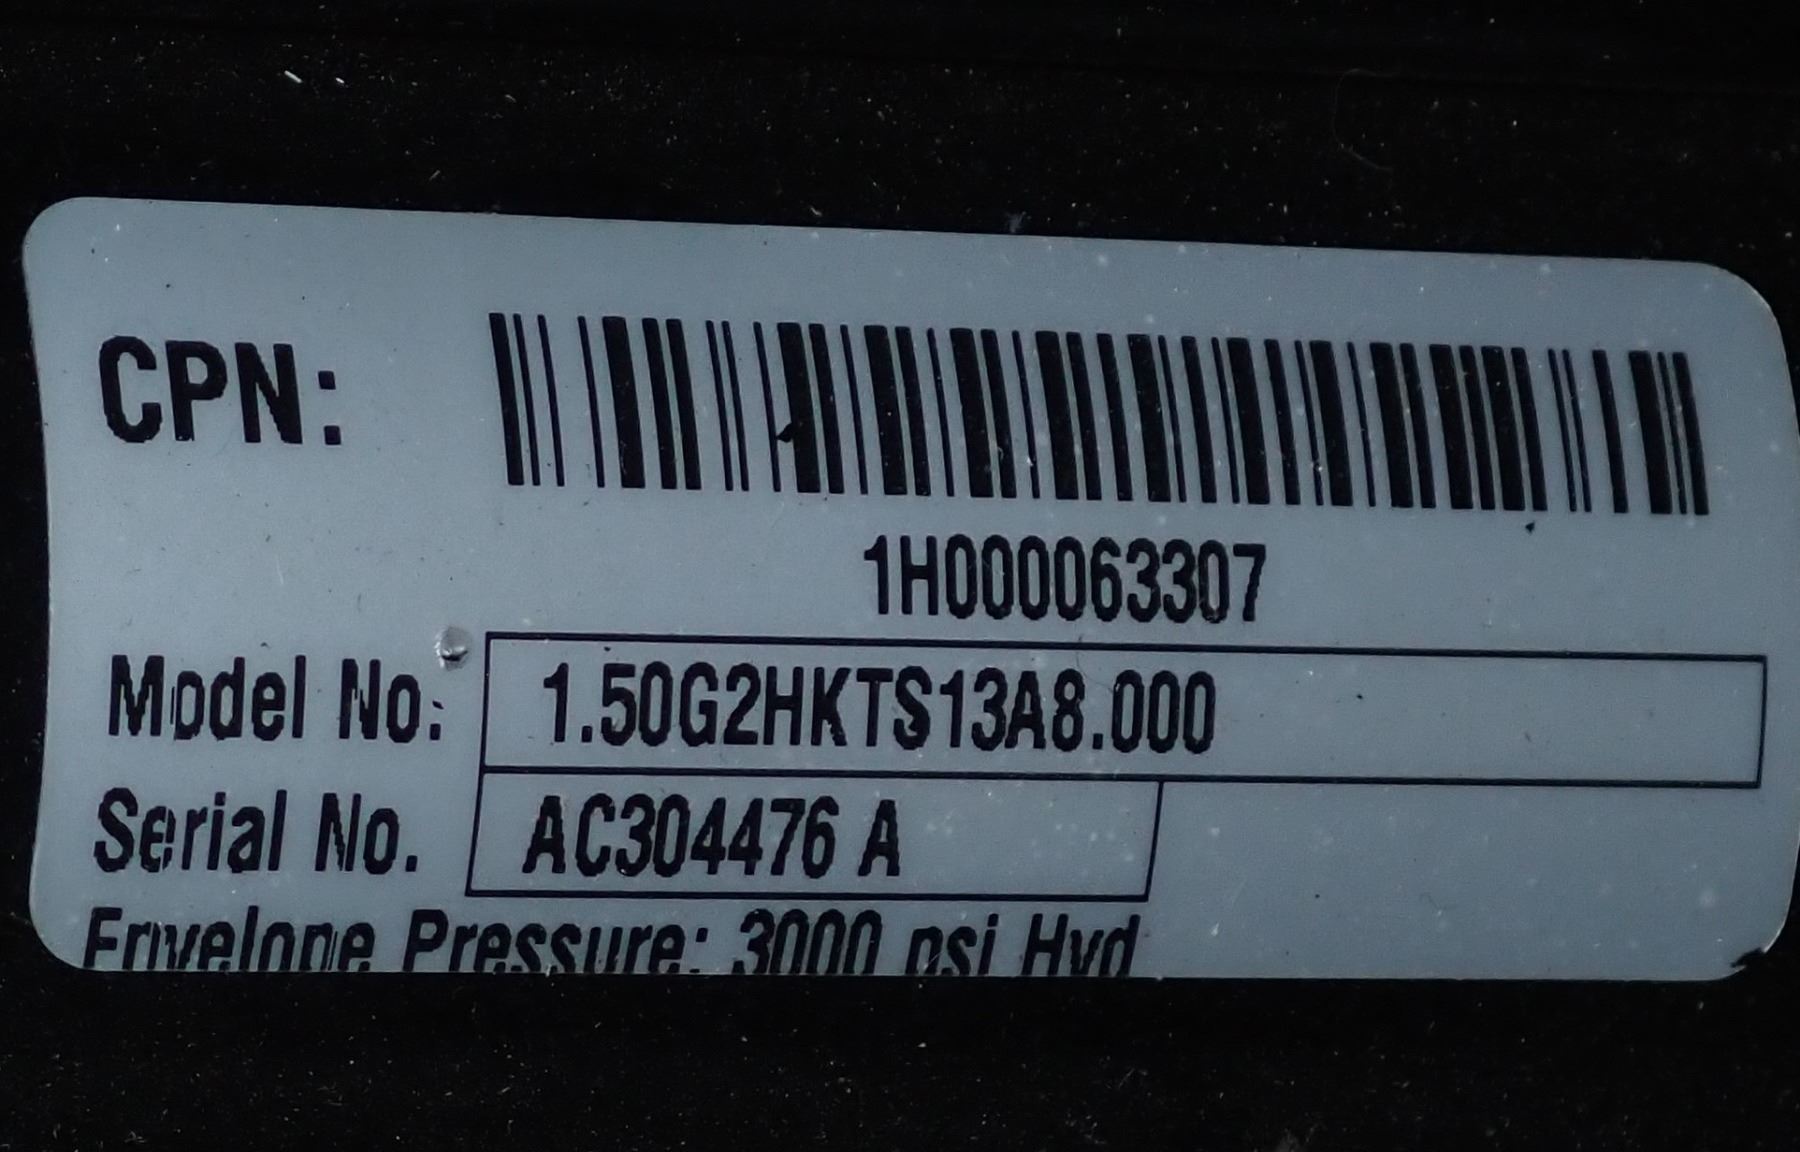 CPN:
1H000063307
Model No: 1.50G2HKTS13A8.000
Serial No. AC304476 A
Envelope Pressure: 3000 psi Hyd